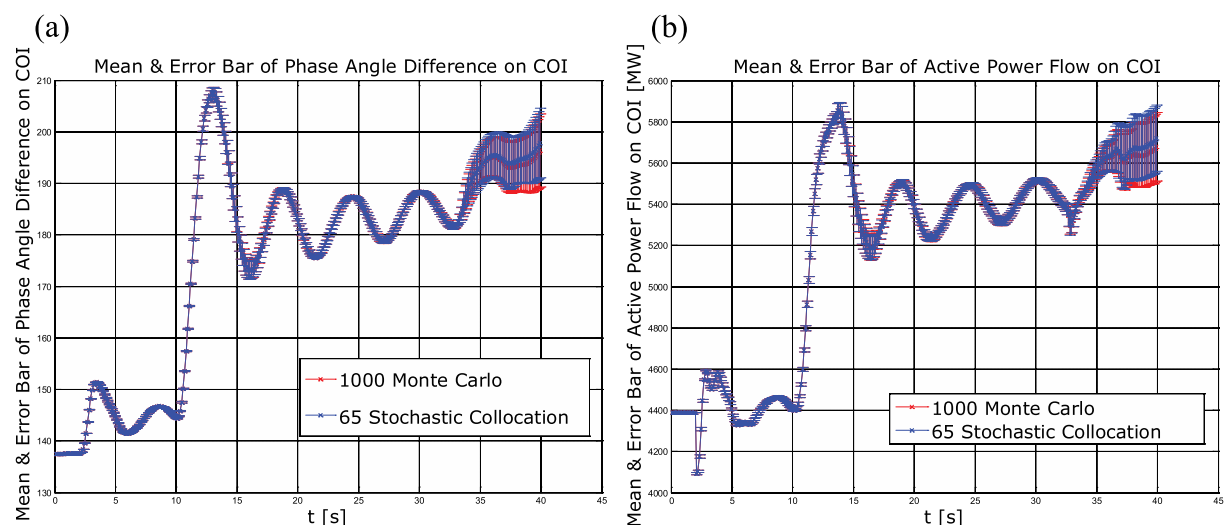 (a)
Mean & Error Bar of Phase Angle Difference on COI
Mean & Error Bar of Phase Angle Difference on COI
210
200
190
180
170
160
150
140
130
0 5 10 15 20 25 30 35 40 45
t [s]
1000 Monte Carlo
65 Stochastic Collocation
(b)
Mean & Error Bar of Active Power Flow on COI
Mean & Error Bar of Active Power Flow on COI [MW]
6000
5800
5600
5400
5200
5000
4800
4600
4400
4200
4000
0 5 10 15 20 25 30 35 40 45
t [s]
1000 Monte Carlo
65 Stochastic Collocation